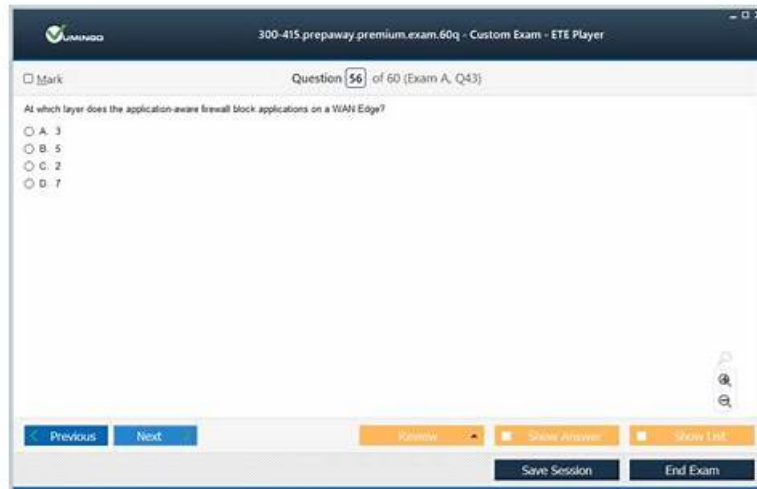 VUMINGO
300-415.prepaway.premium.exam.60q - Custom Exam - ETE Player
Mark
Question 56 of 60 (Exam A, Q43)
At which layer does the application-aware firewall block applications on a WAN Edge?
A. 3
B. 5
C. 2
D. 7
Previous Next Review Show Answer Show List
Save Session End Exam